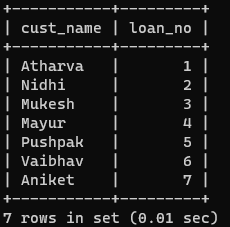 +-----------+---------+
| cust_name | loan_no |
+-----------+---------+
| Atharva   |       1 |
| Nidhi     |       2 |
| Mukesh    |       3 |
| Mayur     |       4 |
| Pushpak   |       5 |
| Vaibhav   |       6 |
| Aniket    |       7 |
+-----------+---------+
7 rows in set (0.01 sec)